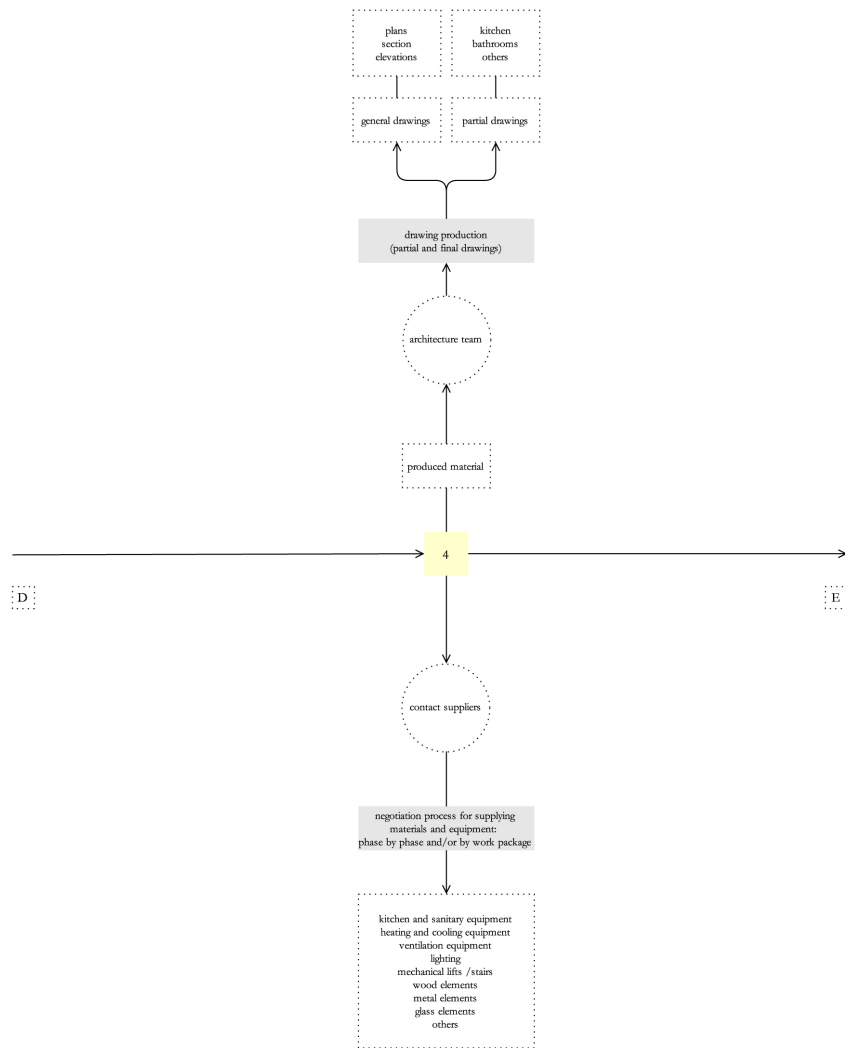 plans
section
elevations
kitchen
bathrooms
others
general drawings
partial drawings
drawing production
(partial and final drawings)
architecture team
produced material
4
D
E
contact suppliers
negotiation process for supplying
materials and equipment:
phase by phase and/or by work package
kitchen and sanitary equipment
heating and cooling equipment
ventilation equipment
lighting
mechanical lifts /stairs
wood elements
metal elements
glass elements
others